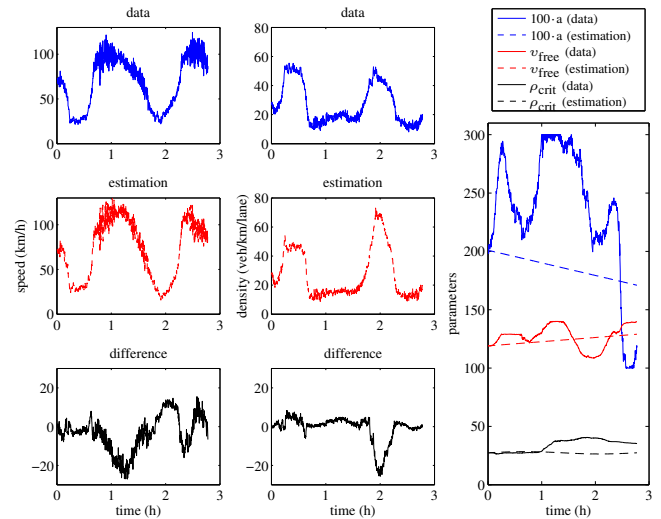 data
100
50
0
0 1 2 3
speed (km/h)
estimation
100
50
0
0 1 2 3
difference
20
0
−20
0 1 2 3
time (h)
data
80
60
40
20
0
0 1 2 3
density (veh/km/lane)
estimation
80
60
40
20
0
0 1 2 3
difference
20
0
−20
0 1 2 3
time (h)
100·a (data)
100·a (estimation)
υfree (data)
υfree (estimation)
ρcrit (data)
ρcrit (estimation)
parameters
300
250
200
150
100
50
0
0 1 2 3
time (h)